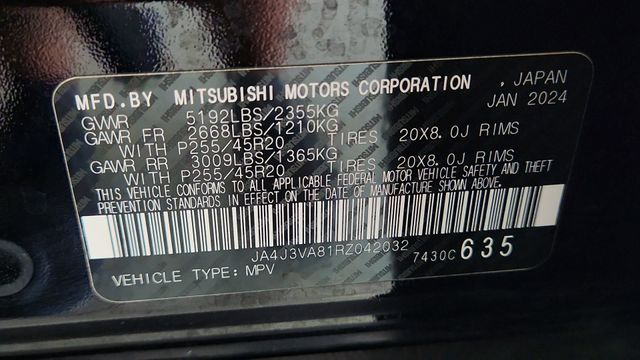 MFD.BY MITSUBISHI MOTORS CORPORATION , JAPAN
GVWR 5192LBS/2355KG JAN 2024
GAWR FR 2668LBS/1210KG
WITH P255/45R20 TIRES 20X8.0J RIMS
GAWR RR 3009LBS/1365KG
WITH P255/45R20 TIRES 20X8.0J RIMS
THIS VEHICLE CONFORMS TO ALL APPLICABLE FEDERAL MOTOR VEHICLE SAFETY AND THEFT
PREVENTION STANDARDS IN EFFECT ON THE DATE OF MANUFACTURE SHOWN ABOVE.
JA4J3VA81RZ042032
VEHICLE TYPE: MPV 7430C 635